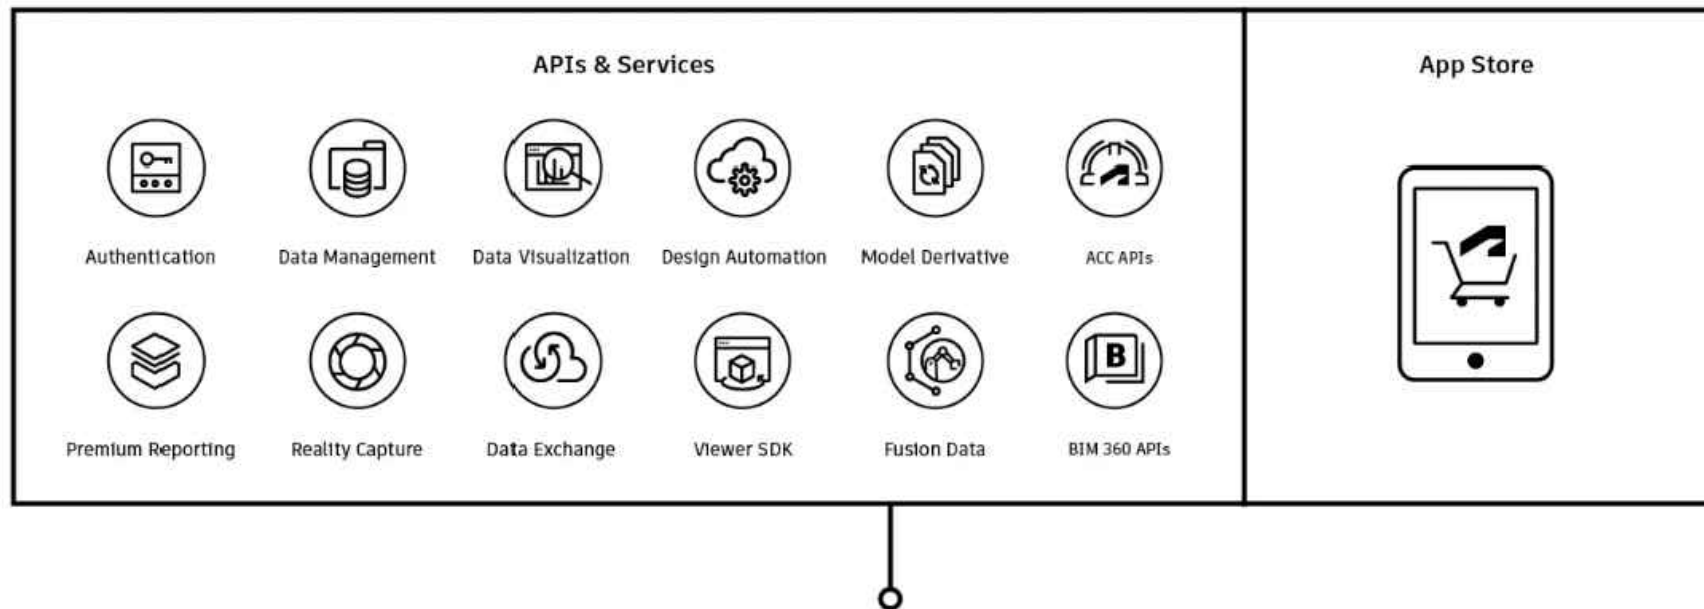 APIs & Services
App Store
Authentication
Data Management
Data Visualization
Design Automation
Model Derivative
ACC APIs
B
Premium Reporting
Reality Capture
Data Exchange
Viewer SDK
Fusion Data
BIM 360 APIs